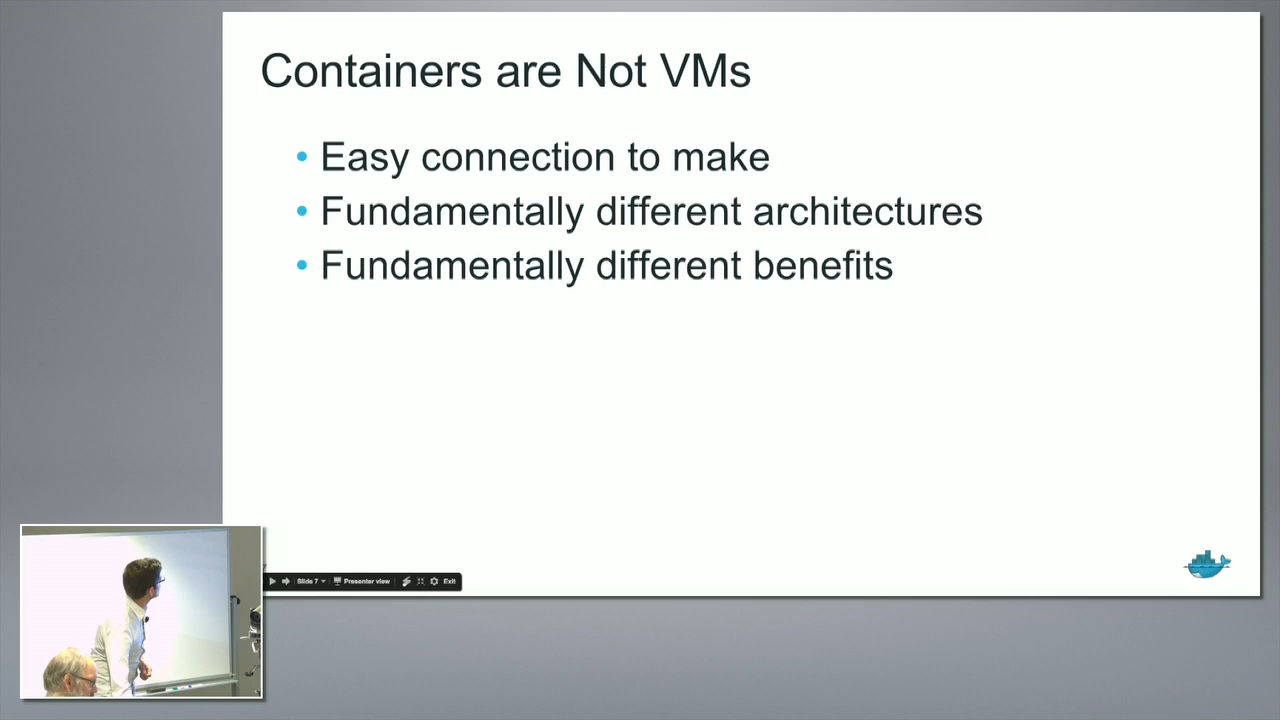 Containers are Not VMs
• Easy connection to make
• Fundamentally different architectures
• Fundamentally different benefits
Slide 7
Presenter view
Exit